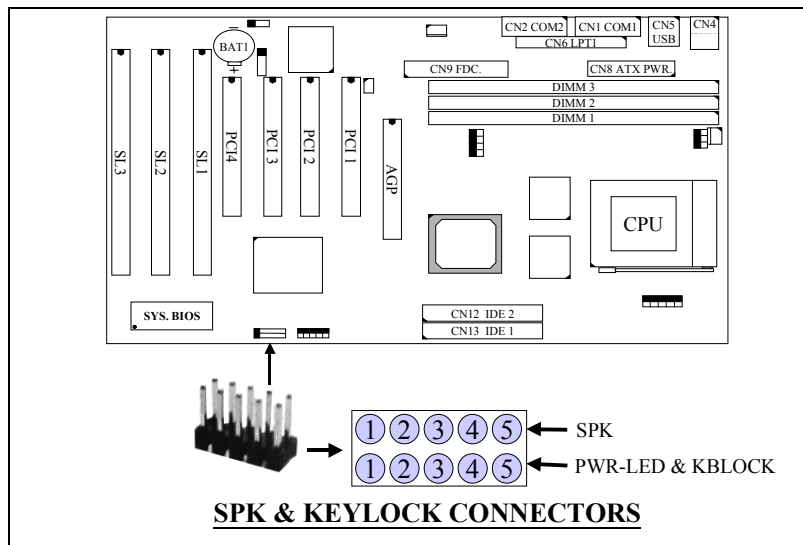 CN2 COM2
CN1 COM1
CN5
USB
CN4
CN6 LPT1
BAT1
+
CN9 FDC.
CN8 ATX PWR.
DIMM 3
DIMM 2
DIMM 1
SL3
SL2
SL1
PCI4
PCI 3
PCI 2
PCI 1
AGP
CPU
SYS. BIOS
CN12 IDE 2
CN13 IDE 1
1 2 3 4 5 SPK
1 2 3 4 5 PWR-LED & KBLOCK
SPK & KEYLOCK CONNECTORS